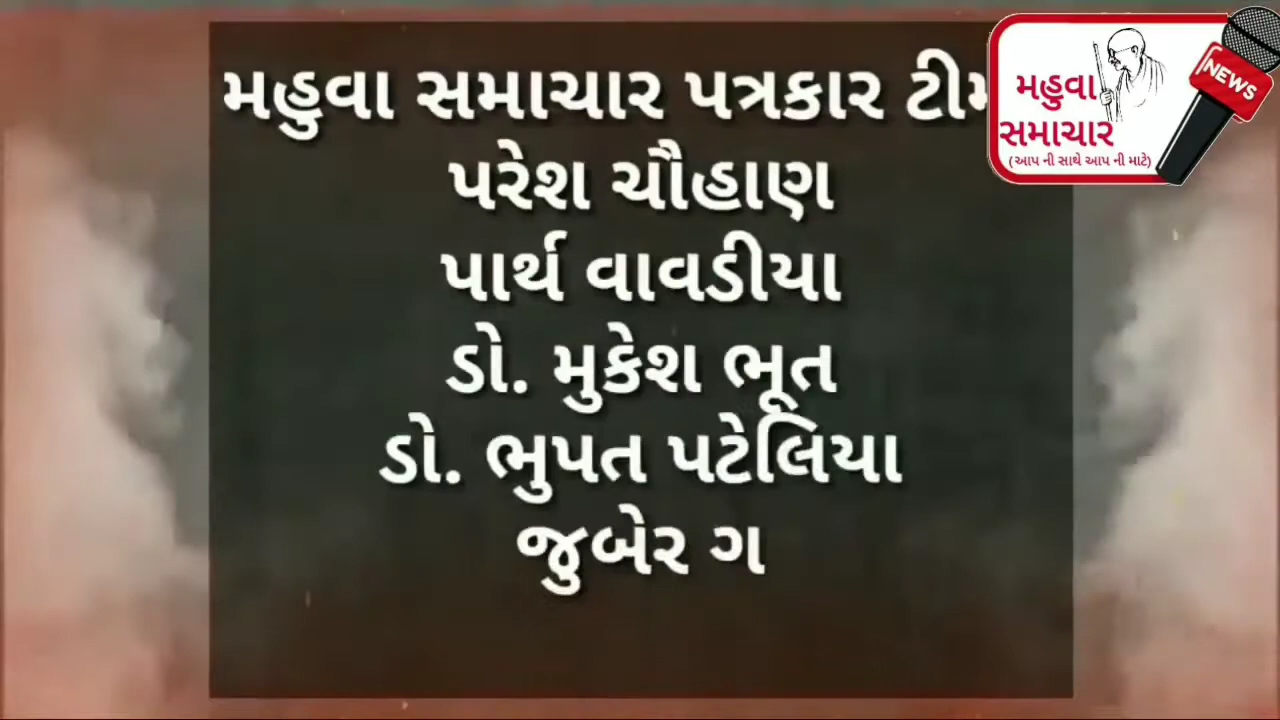 મહુવા સમાચાર પત્રકાર
પરેશ ચૌહાણ
પાર્થ વાવડીયા
ડો. મુકેશ ભૂત
ડો. ભુપત પટેલિયા
જુબેર ગ
મહુવા
સમાચાર
(આપ ની સાથે આપ ની માટે)
NEWS